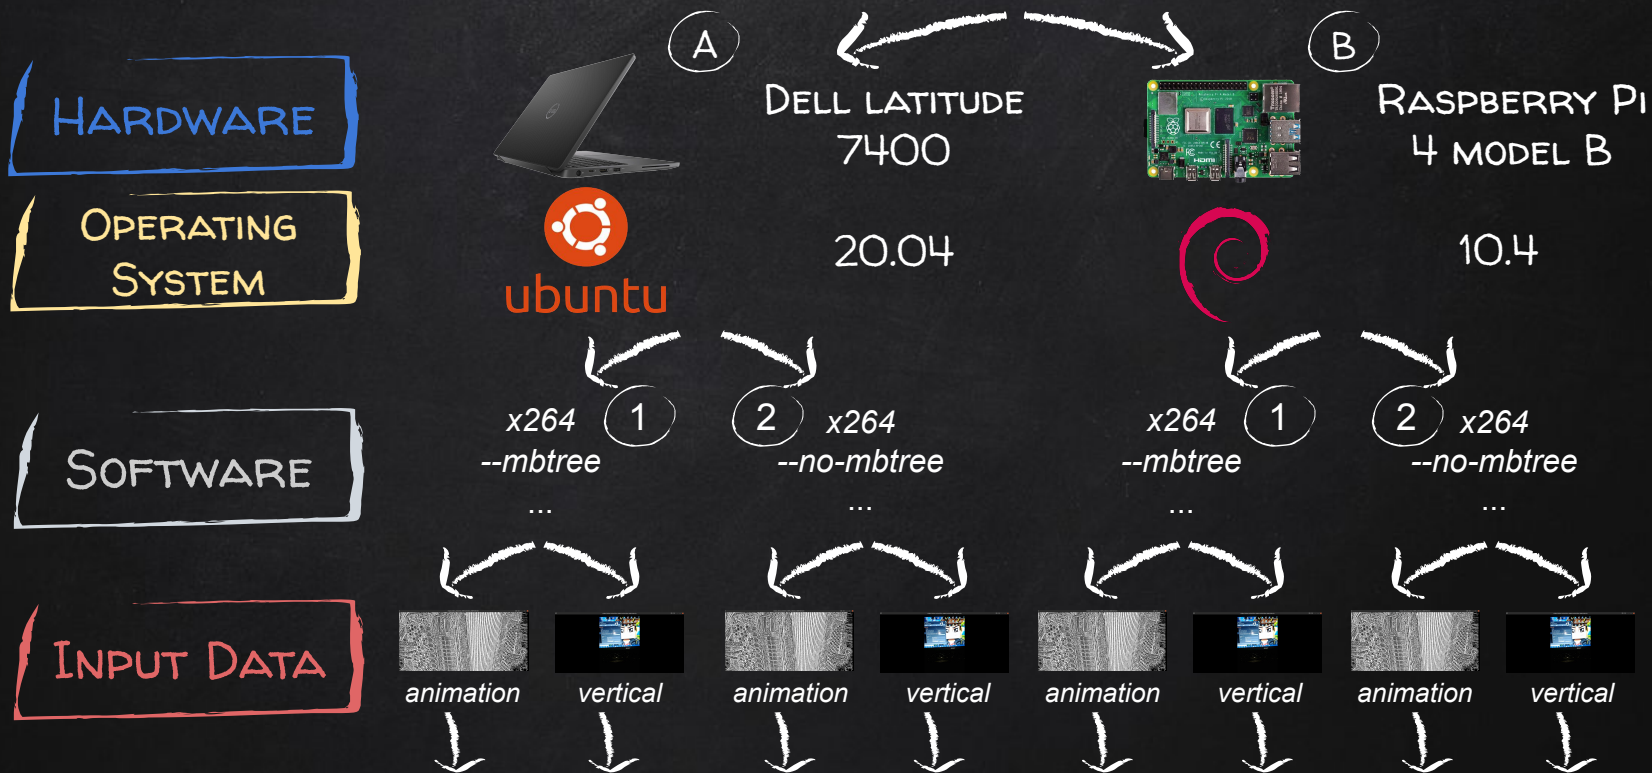 A
B
HARDWARE
DELL LATITUDE
7400
RASPBERRY PI
4 MODEL B
OPERATING
SYSTEM
ubuntu
20.04
10.4
SOFTWARE
x264
--mbtree
...
1
2
x264
--no-mbtree
...
x264
--mbtree
...
1
2
x264
--no-mbtree
...
INPUT DATA
animation
vertical
animation
vertical
animation
vertical
animation
vertical